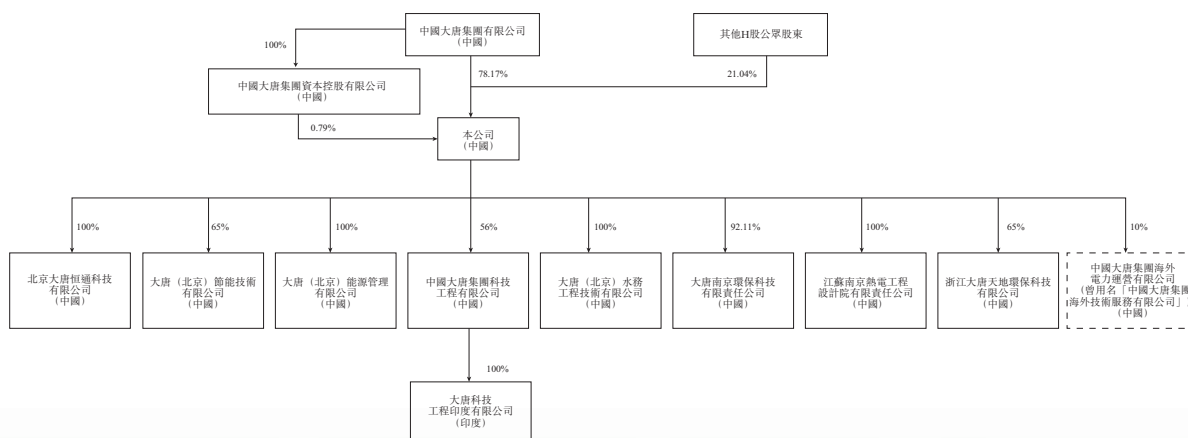 中國大唐集團有限公司
（中國）
其他H股公眾股東
100%
78.17%
21.04%
中國大唐集團資本控股有限公司
（中國）
0.79%
本公司
（中國）
100%
65%
100%
56%
100%
92.11%
100%
65%
10%
北京大唐恒通科技
有限公司
（中國）
大唐（北京）節能技術
有限公司
（中國）
大唐（北京）能源管理
有限公司
（中國）
中國大唐集團科技
工程有限公司
（中國）
大唐（北京）水務
工程技術有限公司
（中國）
大唐南京環保科技
有限責任公司
（中國）
江蘇南京熱電工程
設計院有限責任公司
（中國）
浙江大唐天地環保科技
有限公司
（中國）
中國大唐集團海外
電力運營有限公司
（曾用名「中國大唐集團
海外技術服務有限公司」）
（中國）
100%
大唐科技
工程印度有限公司
（印度）